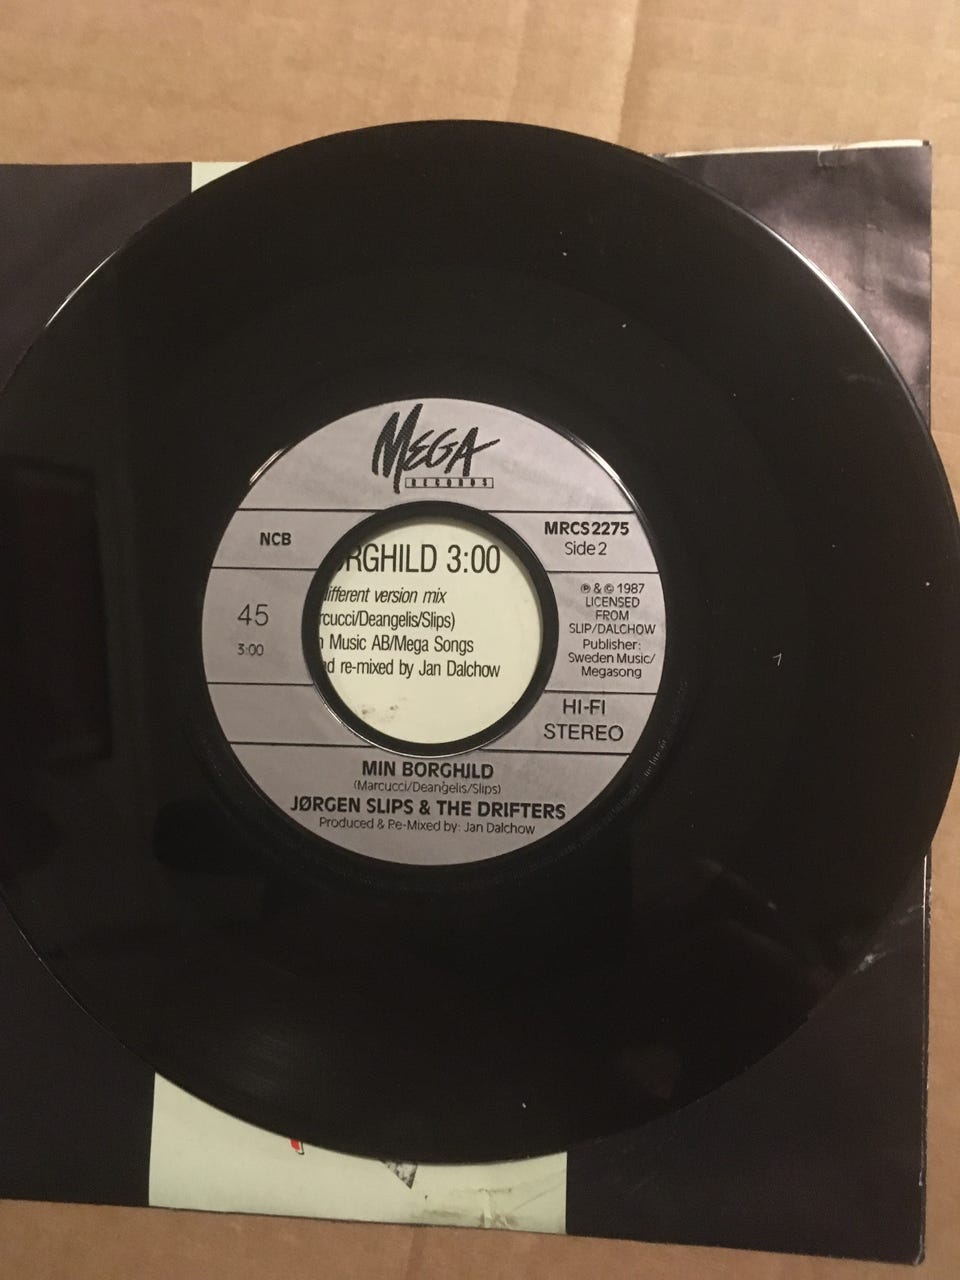 MEGA
RECORDS
NCB
45
3:00
MRCS2275
Side 2
℗ & © 1987
LICENSED
FROM
SLIP/DALCHOW
Publisher:
Sweden Music/
Megasong
HI-FI
STEREO
RGHILD 3:00
ifferent version mix
rcucci/Deangelis/Slips)
Music AB/Mega Songs
d re-mixed by Jan Dalchow
MIN BORGHILD
(Marcucci/Deangelis/Slips)
JØRGEN SLIPS & THE DRIFTERS
Produced & Re-Mixed by: Jan Dalchow